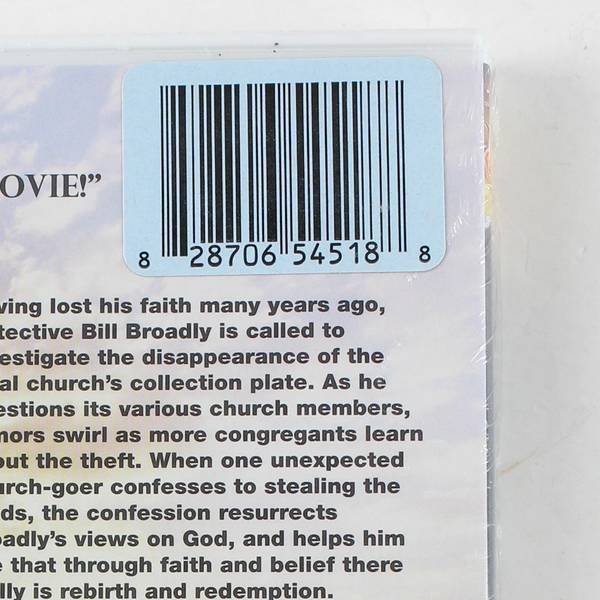 OVIE!”
8 28706 54518 8
ving lost his faith many years ago,
tective Bill Broadly is called to
estigate the disappearance of the
al church’s collection plate. As he
estions its various church members,
mors swirl as more congregants learn
out the theft. When one unexpected
urch-goer confesses to stealing the
ds, the confession resurrects
oadly’s views on God, and helps him
e that through faith and belief there
lly is rebirth and redemption.